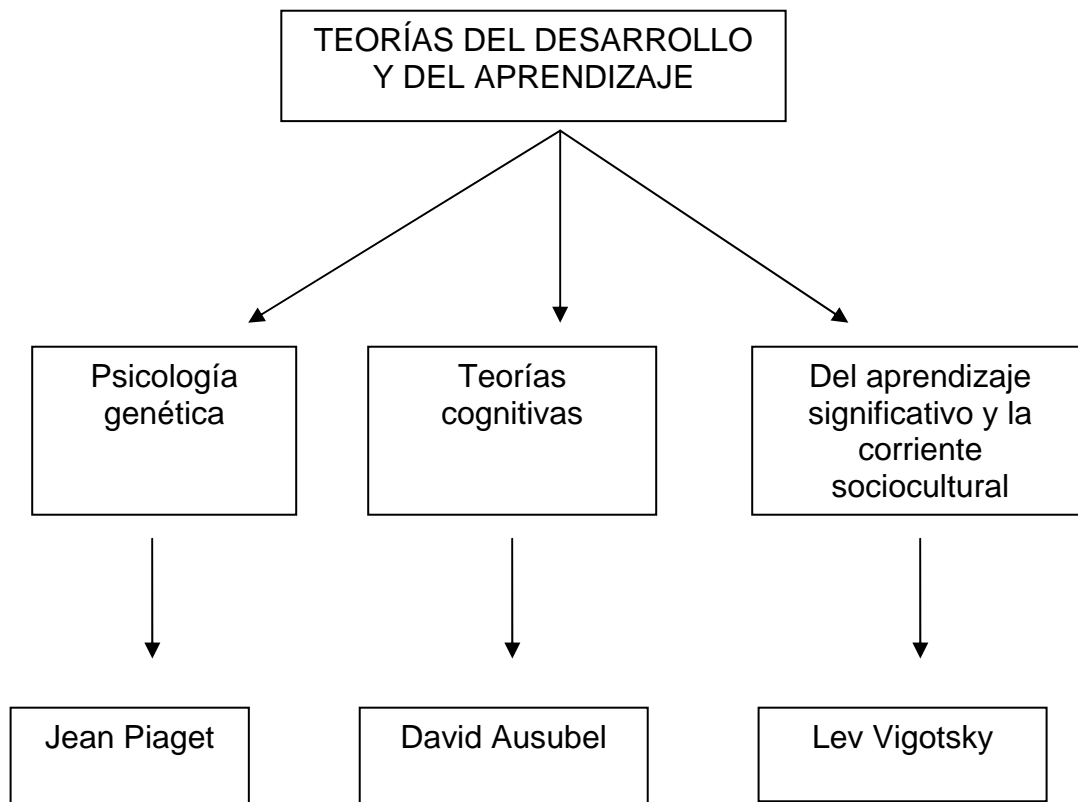 TEORÍAS DEL DESARROLLO
Y DEL APRENDIZAJE
Psicología
genética
Teorías
cognitivas
Del aprendizaje
significativo y la
corriente
sociocultural
Jean Piaget
David Ausubel
Lev Vigotsky